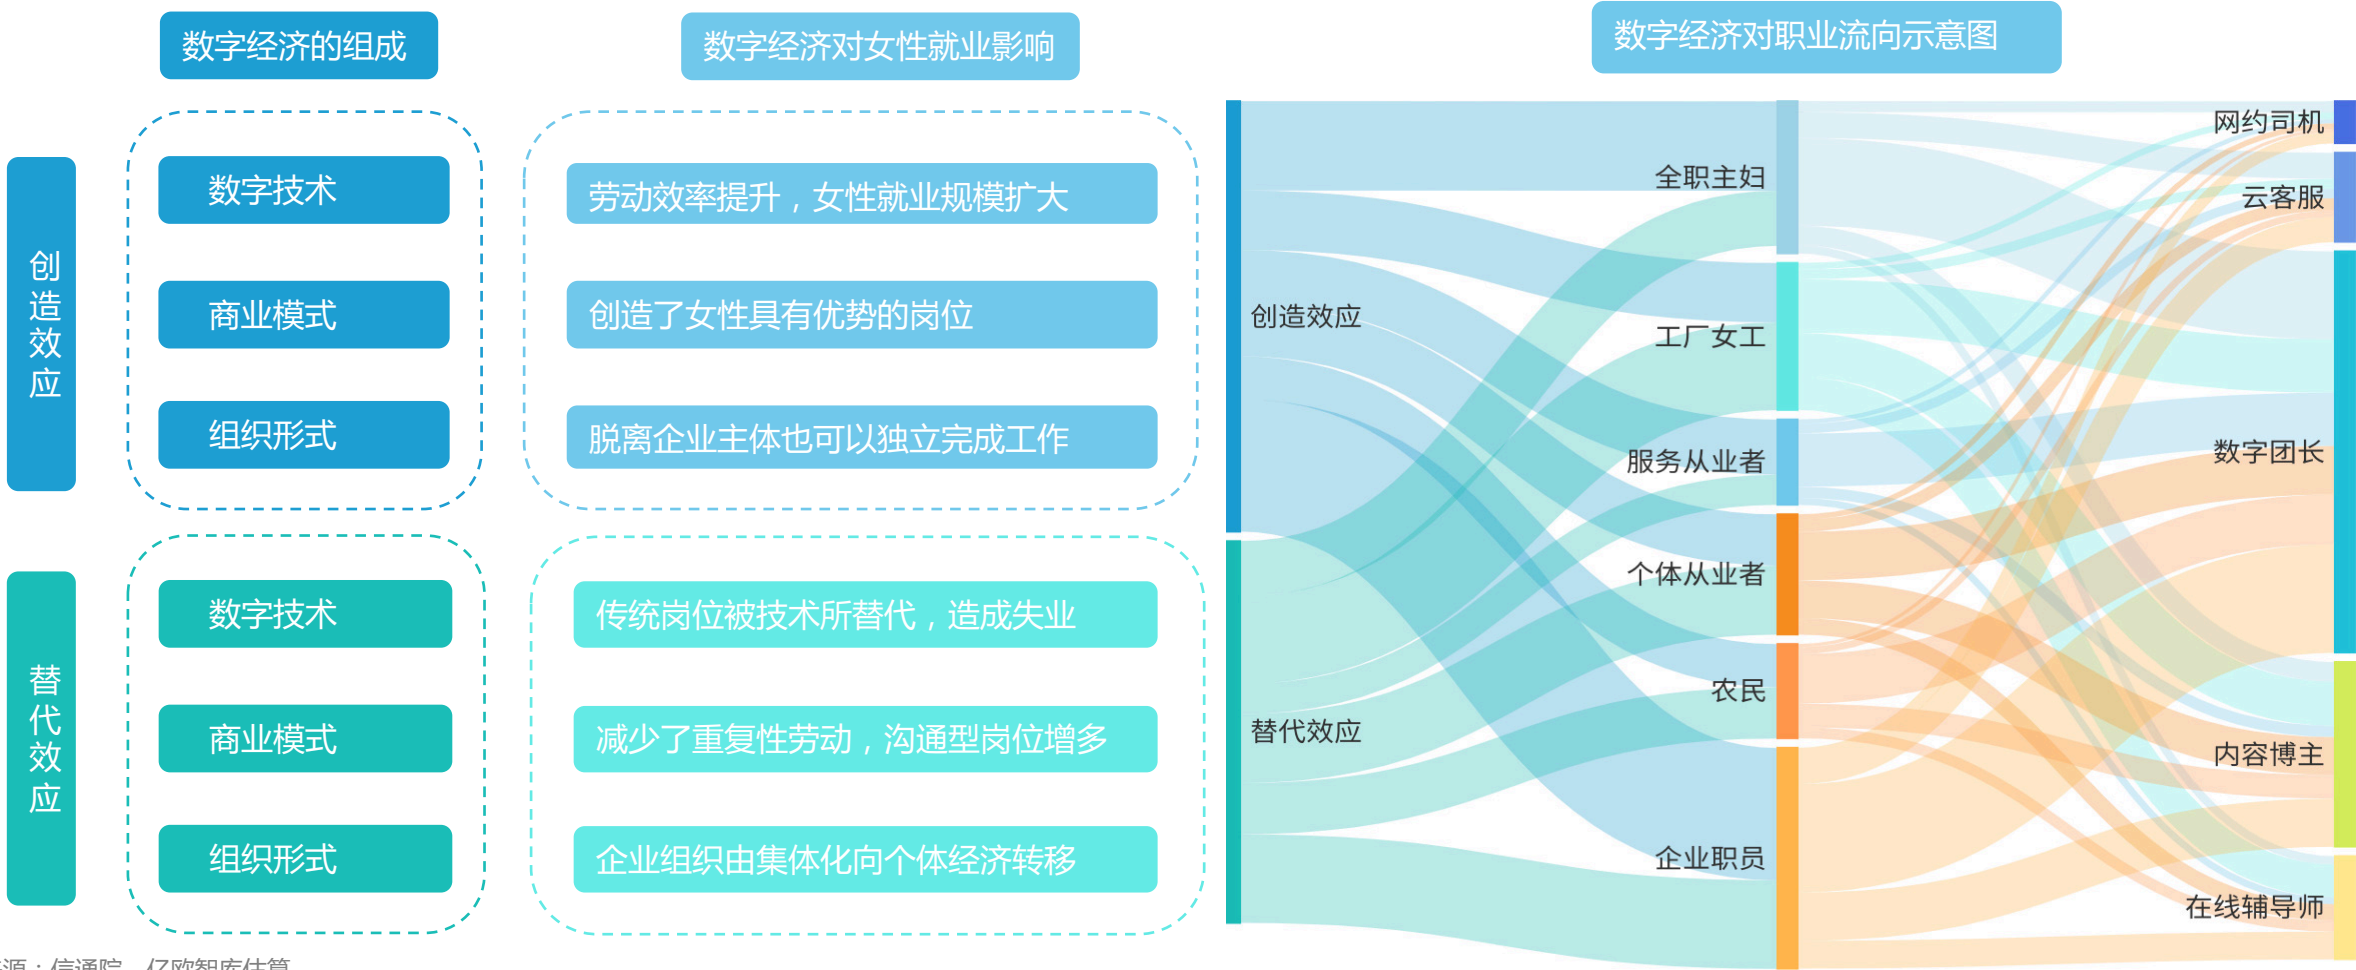 数字经济的组成
数字经济对女性就业影响
数字经济对职业流向示意图
创造效应
数字技术
商业模式
组织形式
劳动效率提升，女性就业规模扩大
创造了女性具有优势的岗位
脱离企业主体也可以独立完成工作
替代效应
数字技术
商业模式
组织形式
传统岗位被技术所替代，造成失业
减少了重复性劳动，沟通型岗位增多
企业组织由集体化向个体经济转移
创造效应
替代效应
全职主妇
工厂女工
服务从业者
个体从业者
农民
企业职员
网约司机
云客服
数字团长
内容博主
在线辅导师
源：信通院、亿欧智库估算